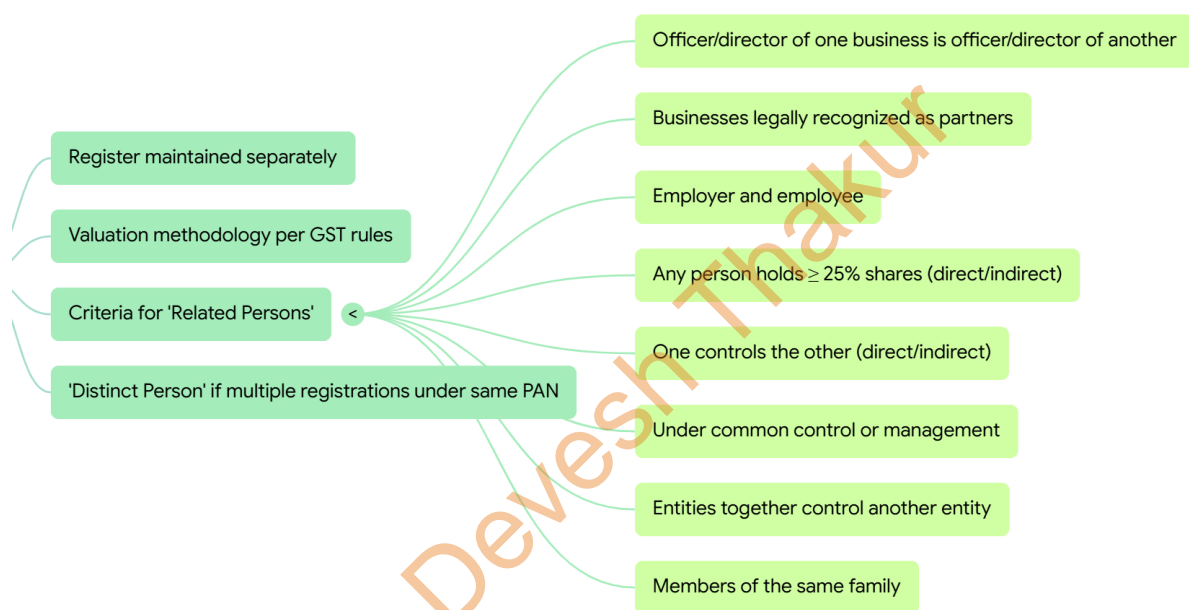 Register maintained separately
Valuation methodology per GST rules
Criteria for 'Related Persons'
<
'Distinct Person' if multiple registrations under same PAN
Officer/director of one business is officer/director of another
Businesses legally recognized as partners
Employer and employee
Any person holds ≥ 25% shares (direct/indirect)
One controls the other (direct/indirect)
Under common control or management
Entities together control another entity
Members of the same family
Devesh Thakur